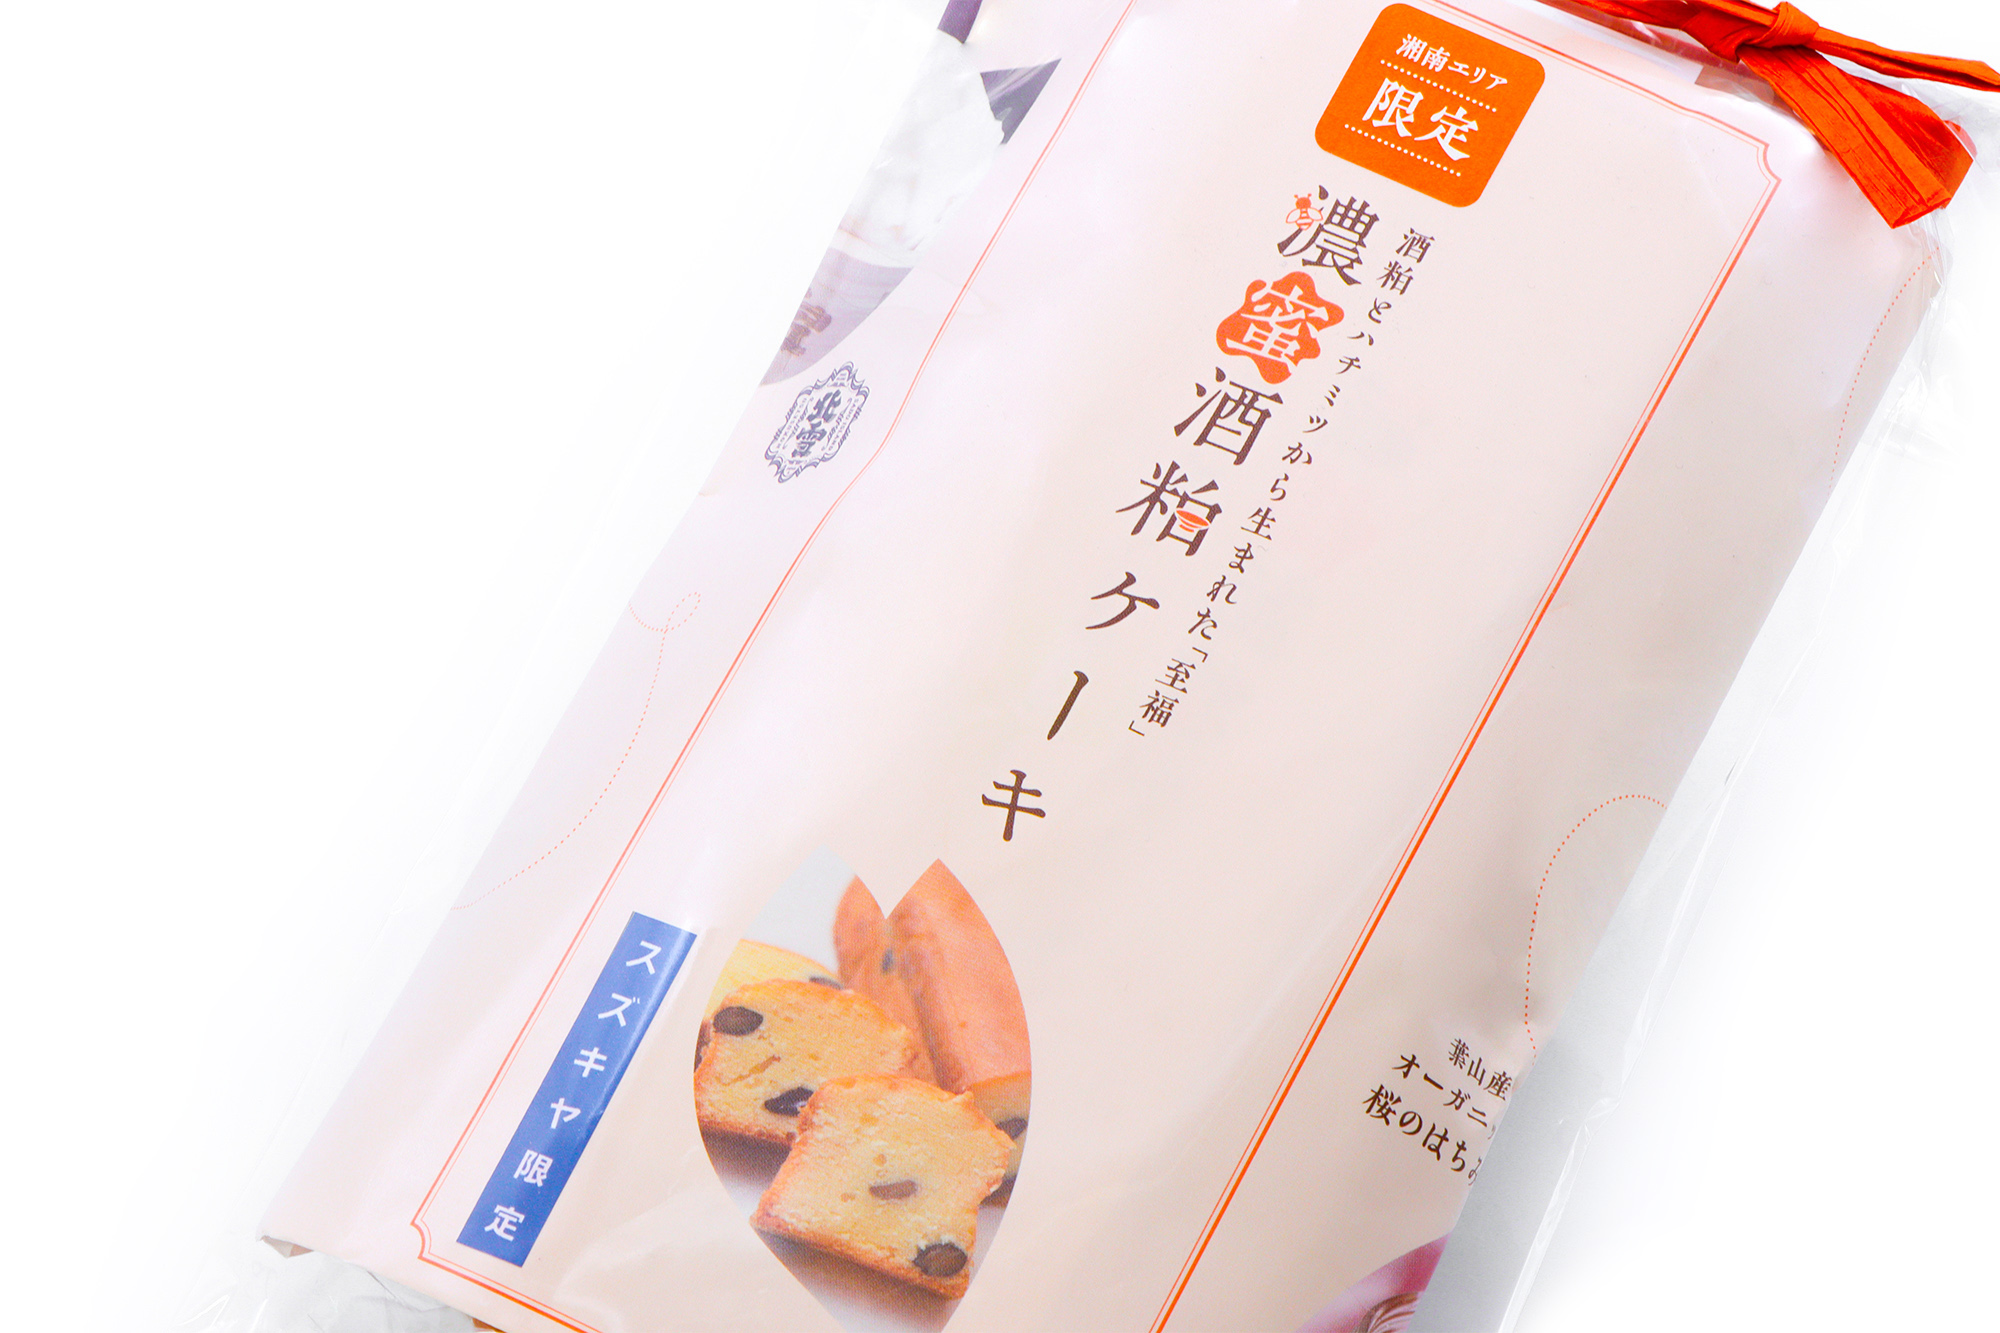 湘南エリア
限定
酒粕とハチミツから生まれた「至福」
濃蜜酒粕ケーキ
北雪
スズキヤ限定
葉山産
オーガニッ
桜のはち